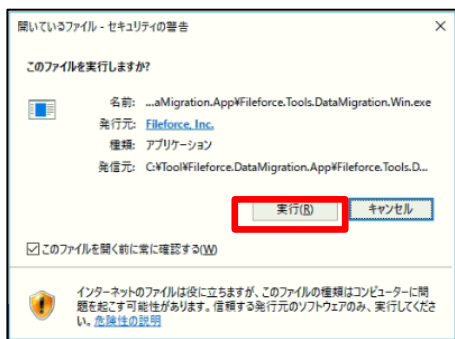 開いているファイル - セキュリティの警告
このファイルを実行しますか?
名前: ...aMigration.App¥Fileforce.Tools.DataMigration.Win.exe
発行元: Fileforce, Inc.
種類: アプリケーション
発信元: C:¥Tool¥Fileforce.DataMigration.App¥Fileforce.Tools.D...
実行(R) キャンセル
このファイルを開く前に常に確認する(W)
インターネットのファイルは役に立ちますが、このファイルの種類はコンピューターに問
題を起こす可能性があります。信頼する発行元のソフトウェアのみ、実行してくださ
い。危険性の説明